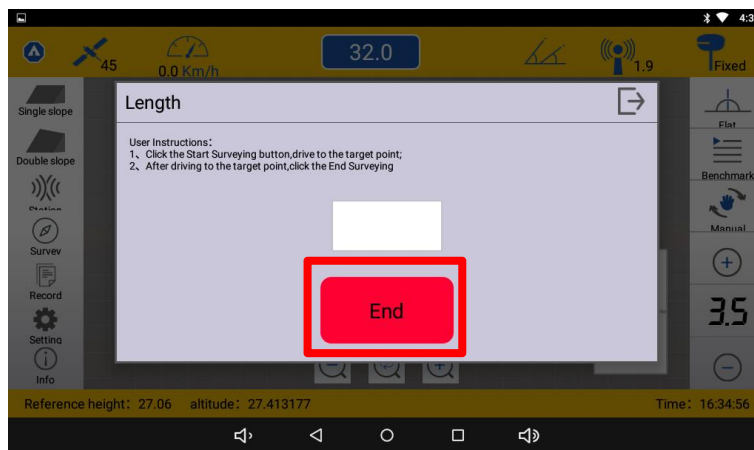 4:3
45
0.0 Km/h
32.0
1.9
Fixed
Single slope
Double slope
Station
Survey
Record
Setting
Info
Length
User Instructions：
1、Click the Start Surveying button,drive to the target point;
2、After driving to the target point,click the End Surveying
End
Flat
Benchmark
Manual
3.5
Reference height： 27.06 altitude： 27.413177
Time： 16:34:56